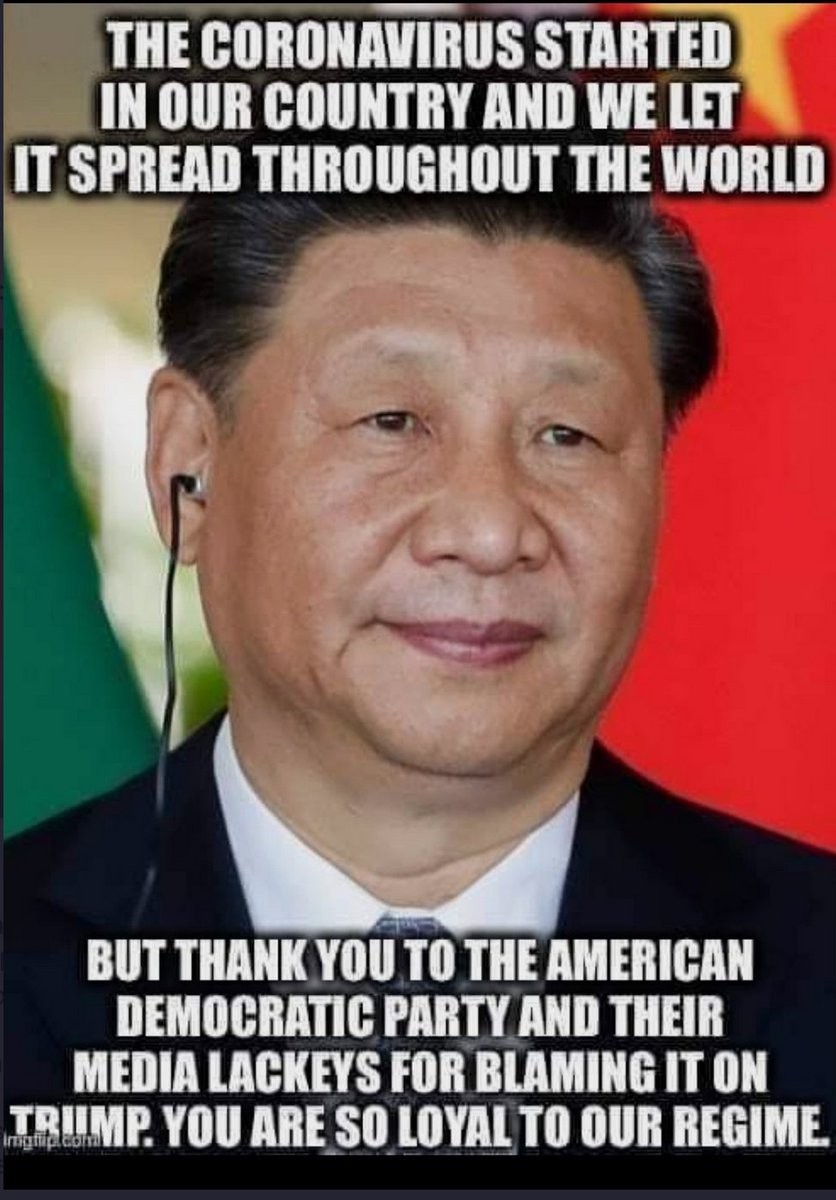 THE CORONAVIRUS STARTED
IN OUR COUNTRY AND WE LET
IT SPREAD THROUGHOUT THE WORLD
BUT THANK YOU TO THE AMERICAN
DEMOCRATIC PARTY AND THEIR
MEDIA LACKEYS FOR BLAMING IT ON
TRUMP. YOU ARE SO LOYAL TO OUR REGIME.
imgflip.com